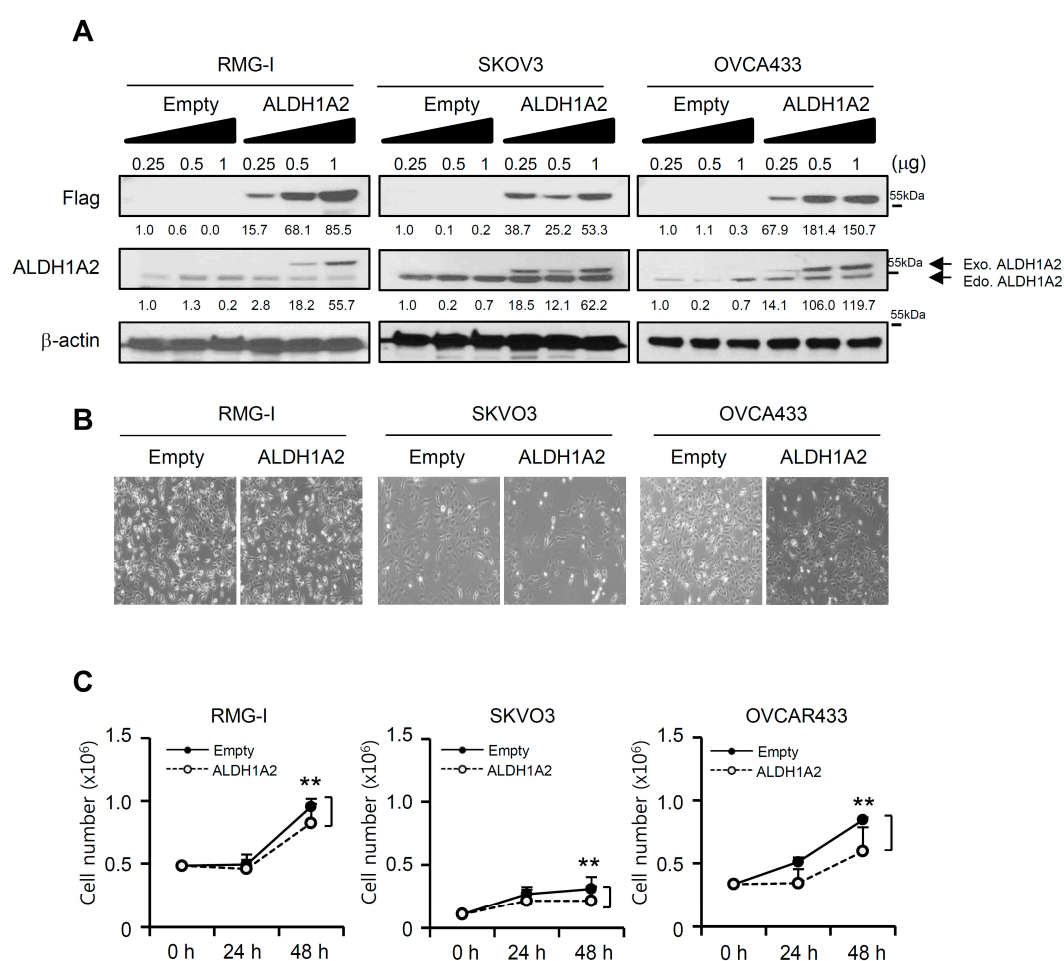 A
RMG-I SKOV3 OVCA433
Empty ALDH1A2 Empty ALDH1A2 Empty ALDH1A2
0.25 0.5 1 0.25 0.5 1 0.25 0.5 1 0.25 0.5 1 0.25 0.5 1 0.25 0.5 1 (μg)
Flag 55kDa
1.0 0.6 0.0 15.7 68.1 85.5 1.0 0.1 0.2 38.7 25.2 53.3 1.0 1.1 0.3 67.9 181.4 150.7
ALDH1A2 55kDa Exo. ALDH1A2
Edo. ALDH1A2
1.0 1.3 0.2 2.8 18.2 55.7 1.0 0.2 0.7 18.5 12.1 62.2 1.0 0.2 0.7 14.1 106.0 119.7
55kDa
β-actin
B
RMG-I SKVO3 OVCA433
Empty ALDH1A2 Empty ALDH1A2 Empty ALDH1A2
C
RMG-I
Cell number (x10⁶)
1.5
1.0
0.5
0
Empty
ALDH1A2
**
0 h 24 h 48 h
SKVO3
Cell number (x10⁶)
1.5
1.0
0.5
0
Empty
ALDH1A2
**
0 h 24 h 48 h
OVCAR433
Cell number (x10⁶)
1.5
1.0
0.5
0
Empty
ALDH1A2
**
0 h 24 h 48 h